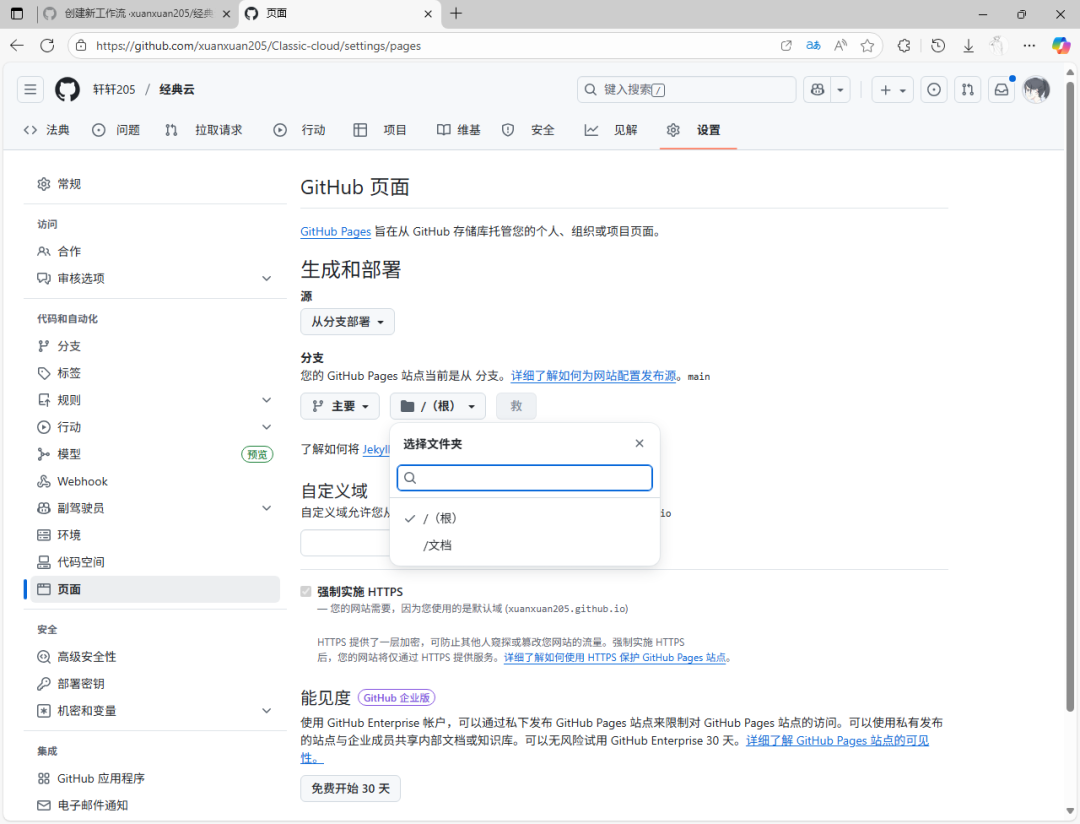 创建新工作流 ·xuanxuan205/经典
页面
https://github.com/xuanxuan205/Classic-cloud/settings/pages
轩轩205 / 经典云
键入搜索 /
法典
问题
拉取请求
行动
项目
维基
安全
见解
设置
常规
访问
合作
审核选项
代码和自动化
分支
标签
规则
行动
模型
预览
Webhook
副驾驶员
环境
代码空间
页面
安全
高级安全性
部署密钥
机密和变量
集成
GitHub 应用程序
电子邮件通知
GitHub 页面
GitHub Pages 旨在从 GitHub 存储库托管您的个人、组织或项目页面。
生成和部署
源
从分支部署
分支
您的 GitHub Pages 站点当前是从 分支。详细了解如何为网站配置发布源。main
主要
/（根）
救
选择文件夹
/（根）
/文档
了解如何将 Jekyll
自定义域
自定义域允许您从
io
强制实施 HTTPS
— 您的网站需要，因为您使用的是默认域 (xuanxuan205.github.io)
HTTPS 提供了一层加密，可防止其他人窥探或篡改您网站的流量。强制实施 HTTPS
后，您的网站将仅通过 HTTPS 提供服务。详细了解如何使用 HTTPS 保护 GitHub Pages 站点。
能见度 GitHub 企业版
使用 GitHub Enterprise 帐户，可以通过私下发布 GitHub Pages 站点来限制对 GitHub Pages 站点的访问。可以使用私有发布
的站点与企业成员共享内部文档或知识库。可以无风险试用 GitHub Enterprise 30 天。详细了解 GitHub Pages 站点的可见
性。
免费开始 30 天